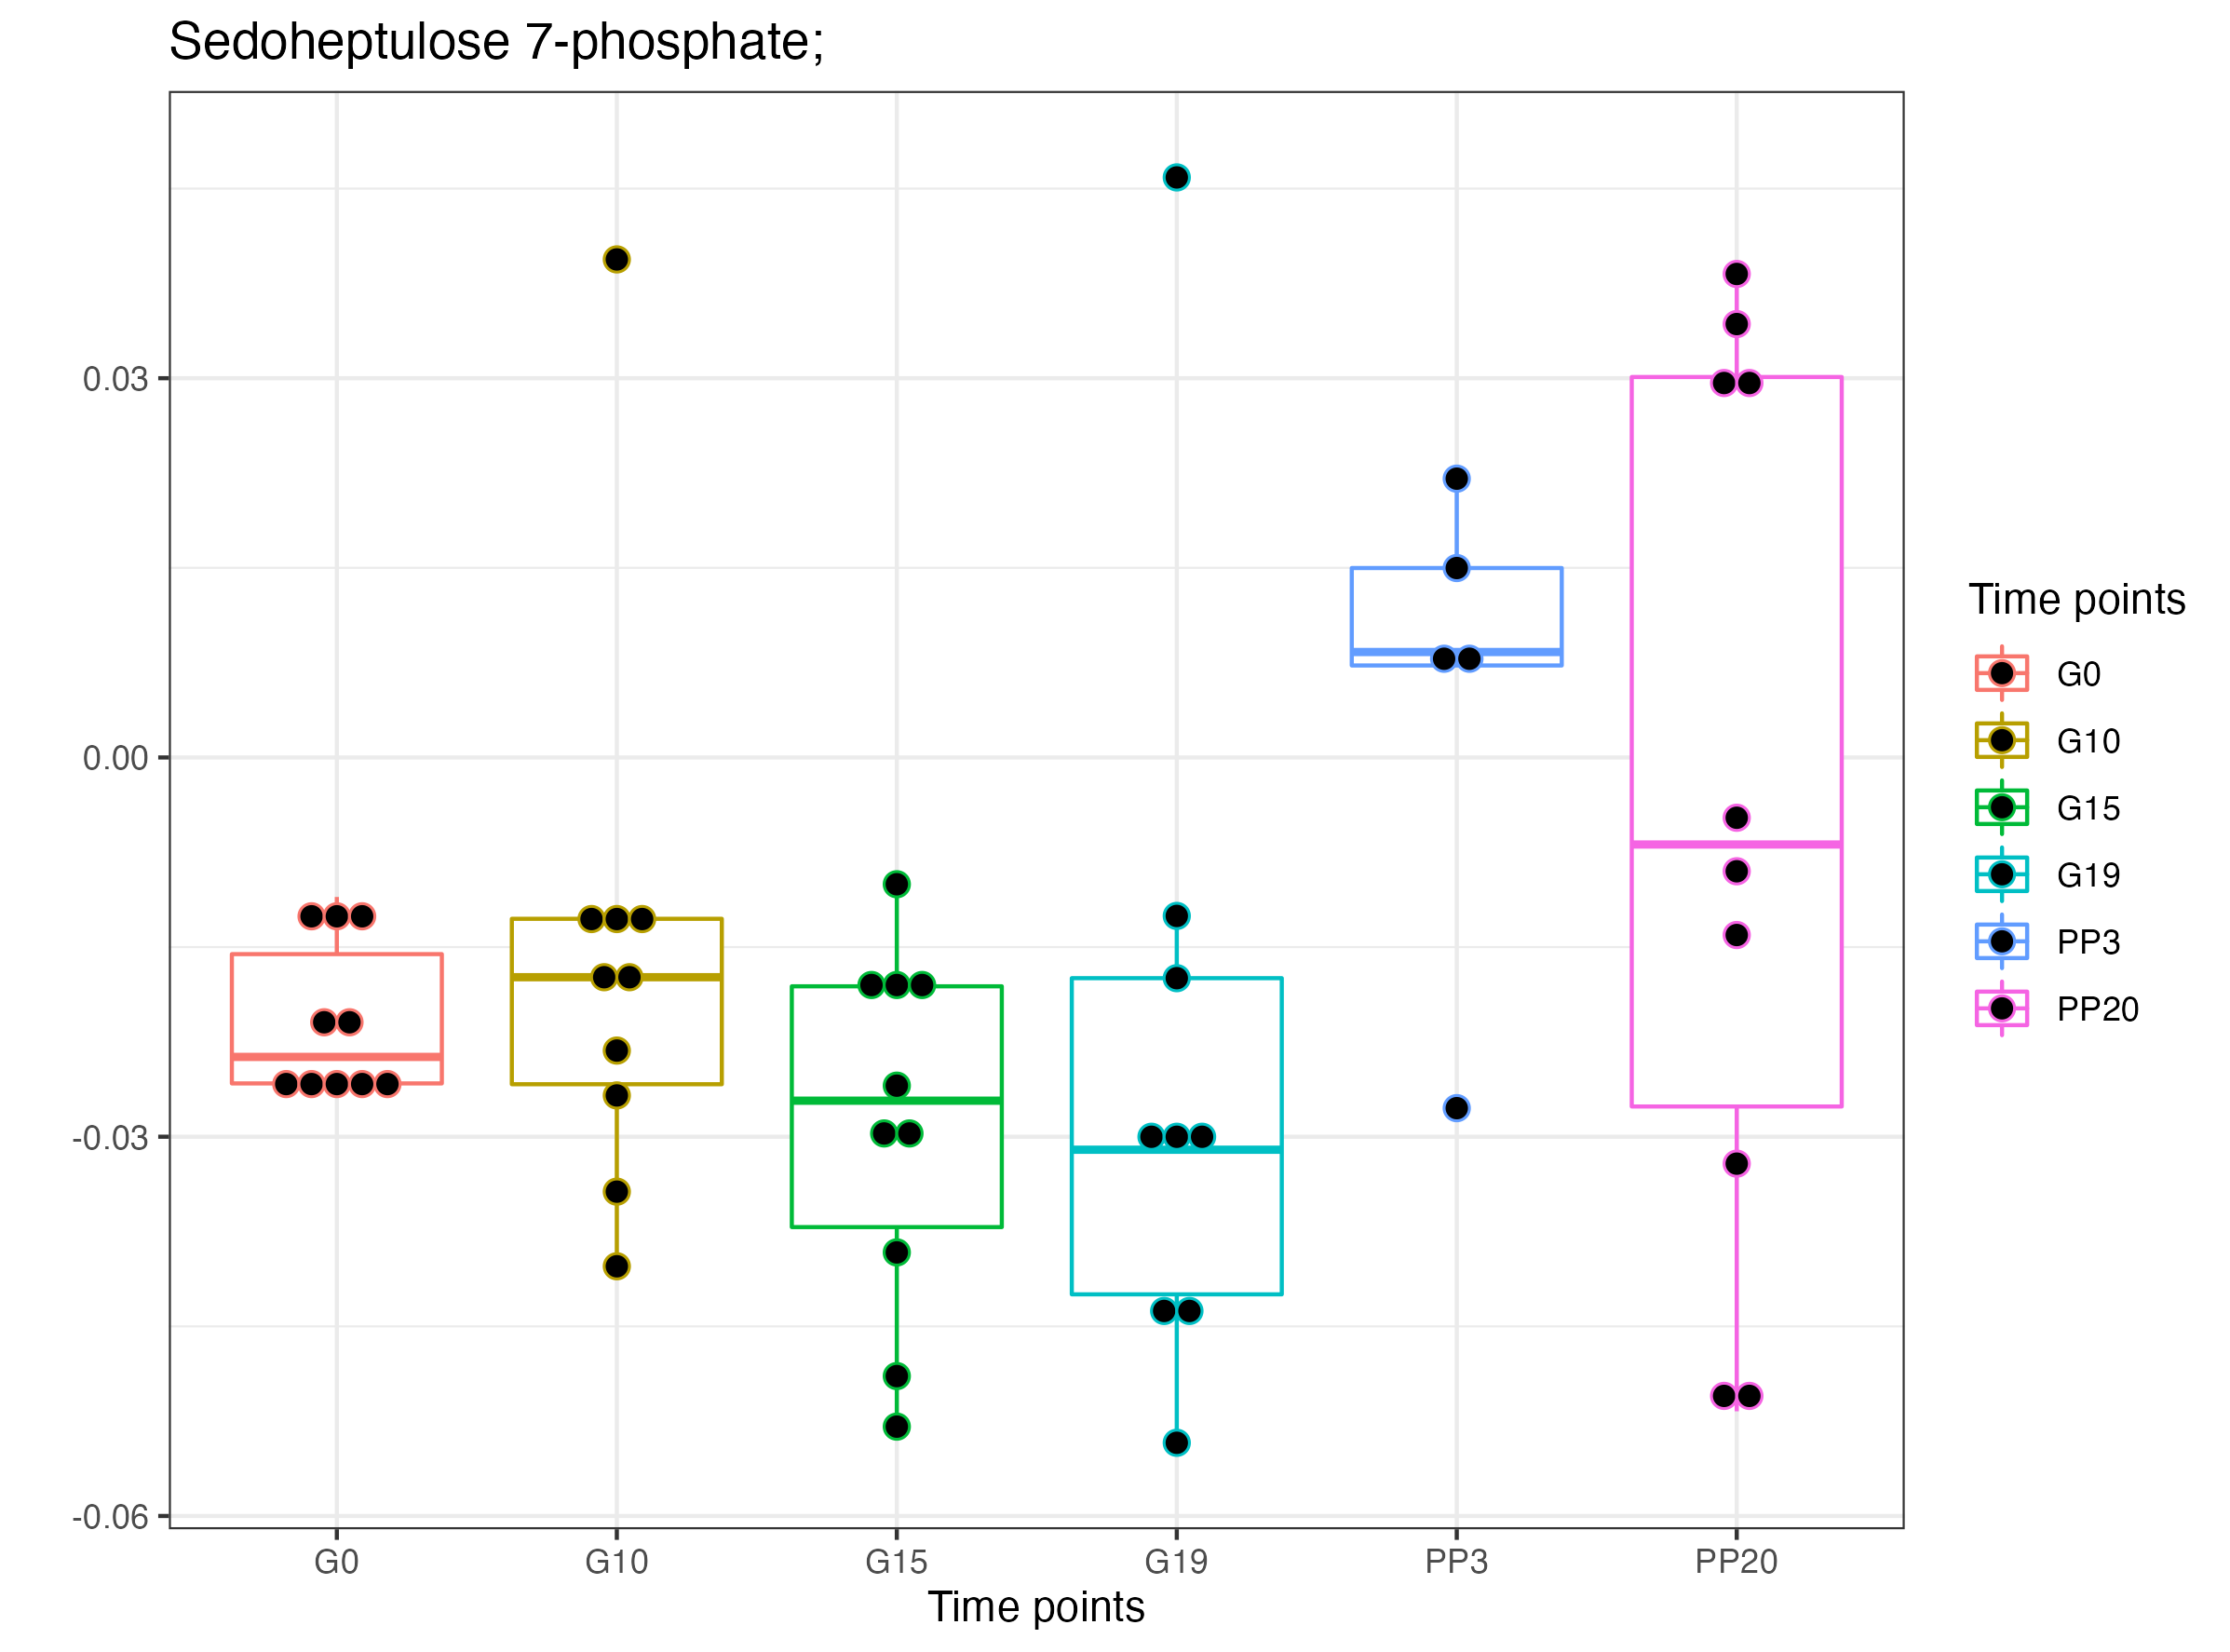 Sedoheptulose 7-phosphate;
0.03
0.00
-0.03
-0.06
G0 G10 G15 G19 PP3 PP20
Time points
Time points
G0
G10
G15
G19
PP3
PP20